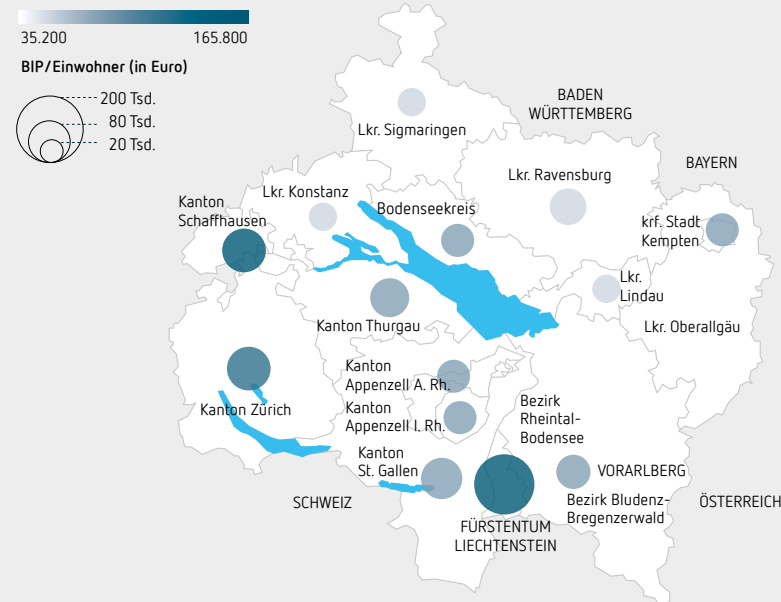 35.200
165.800
BIP/Einwohner (in Euro)
200 Tsd.
80 Tsd.
20 Tsd.
Lkr. Sigmaringen
BADEN
WÜRTTEMBERG
BAYERN
Lkr. Ravensburg
Lkr. Konstanz
Kanton
Schaffhausen
Bodenseekreis
krf. Stadt
Kempten
Lkr.
Lindau
Lkr. Oberallgäu
Kanton Thurgau
Kanton
Appenzell A. Rh.
Kanton Zürich
Kanton
Appenzell I. Rh.
Bezirk
Rheintal-
Bodensee
Kanton
St. Gallen
VORARLBERG
SCHWEIZ
Bezirk Bludenz-
Bregenzerwald
ÖSTERREICH
FÜRSTENTUM
LIECHTENSTEIN